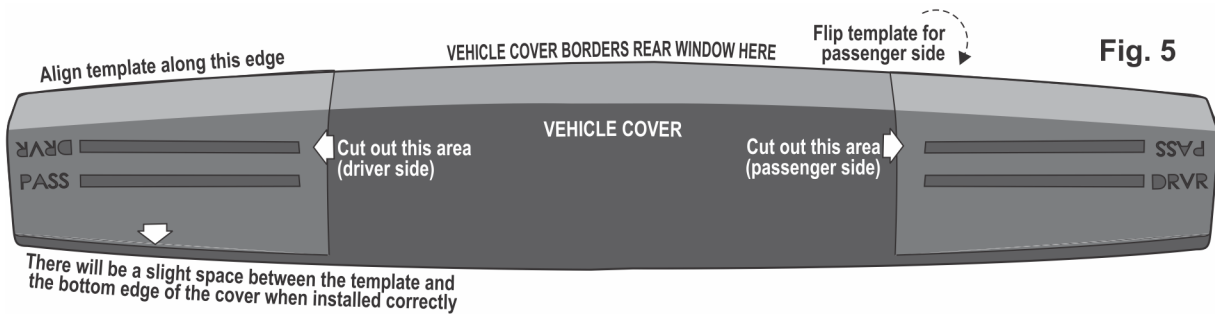 Align template along this edge
VEHICLE COVER BORDERS REAR WINDOW HERE
Flip template for
passenger side
Fig. 5
VEHICLE COVER
DRVR
PASS
Cut out this area
(driver side)
Cut out this area
(passenger side)
PASS
DRVR
There will be a slight space between the template and
the bottom edge of the cover when installed correctly